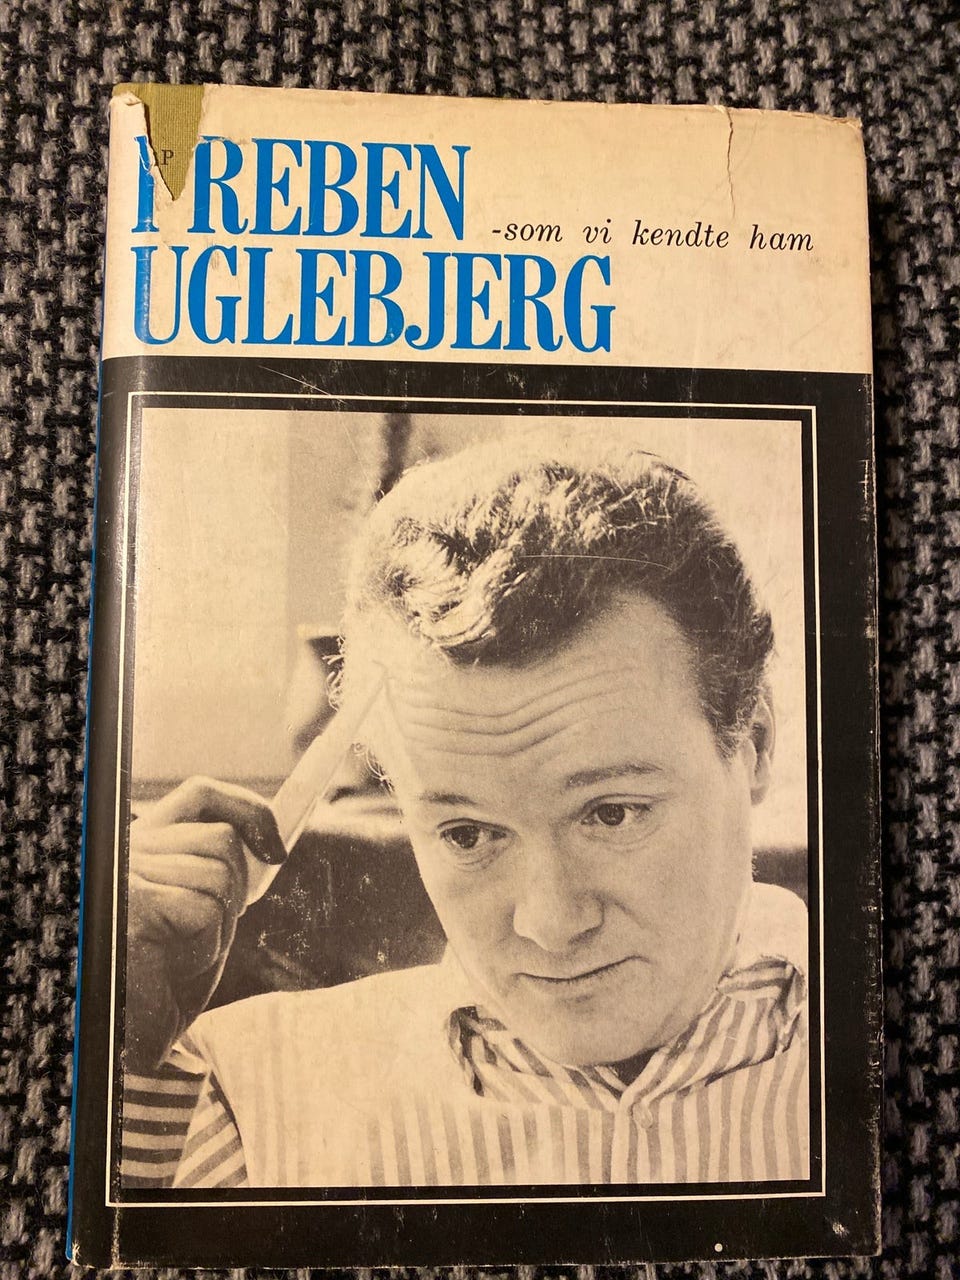 PREBEN
-som vi kendte ham
UGLEBJERG